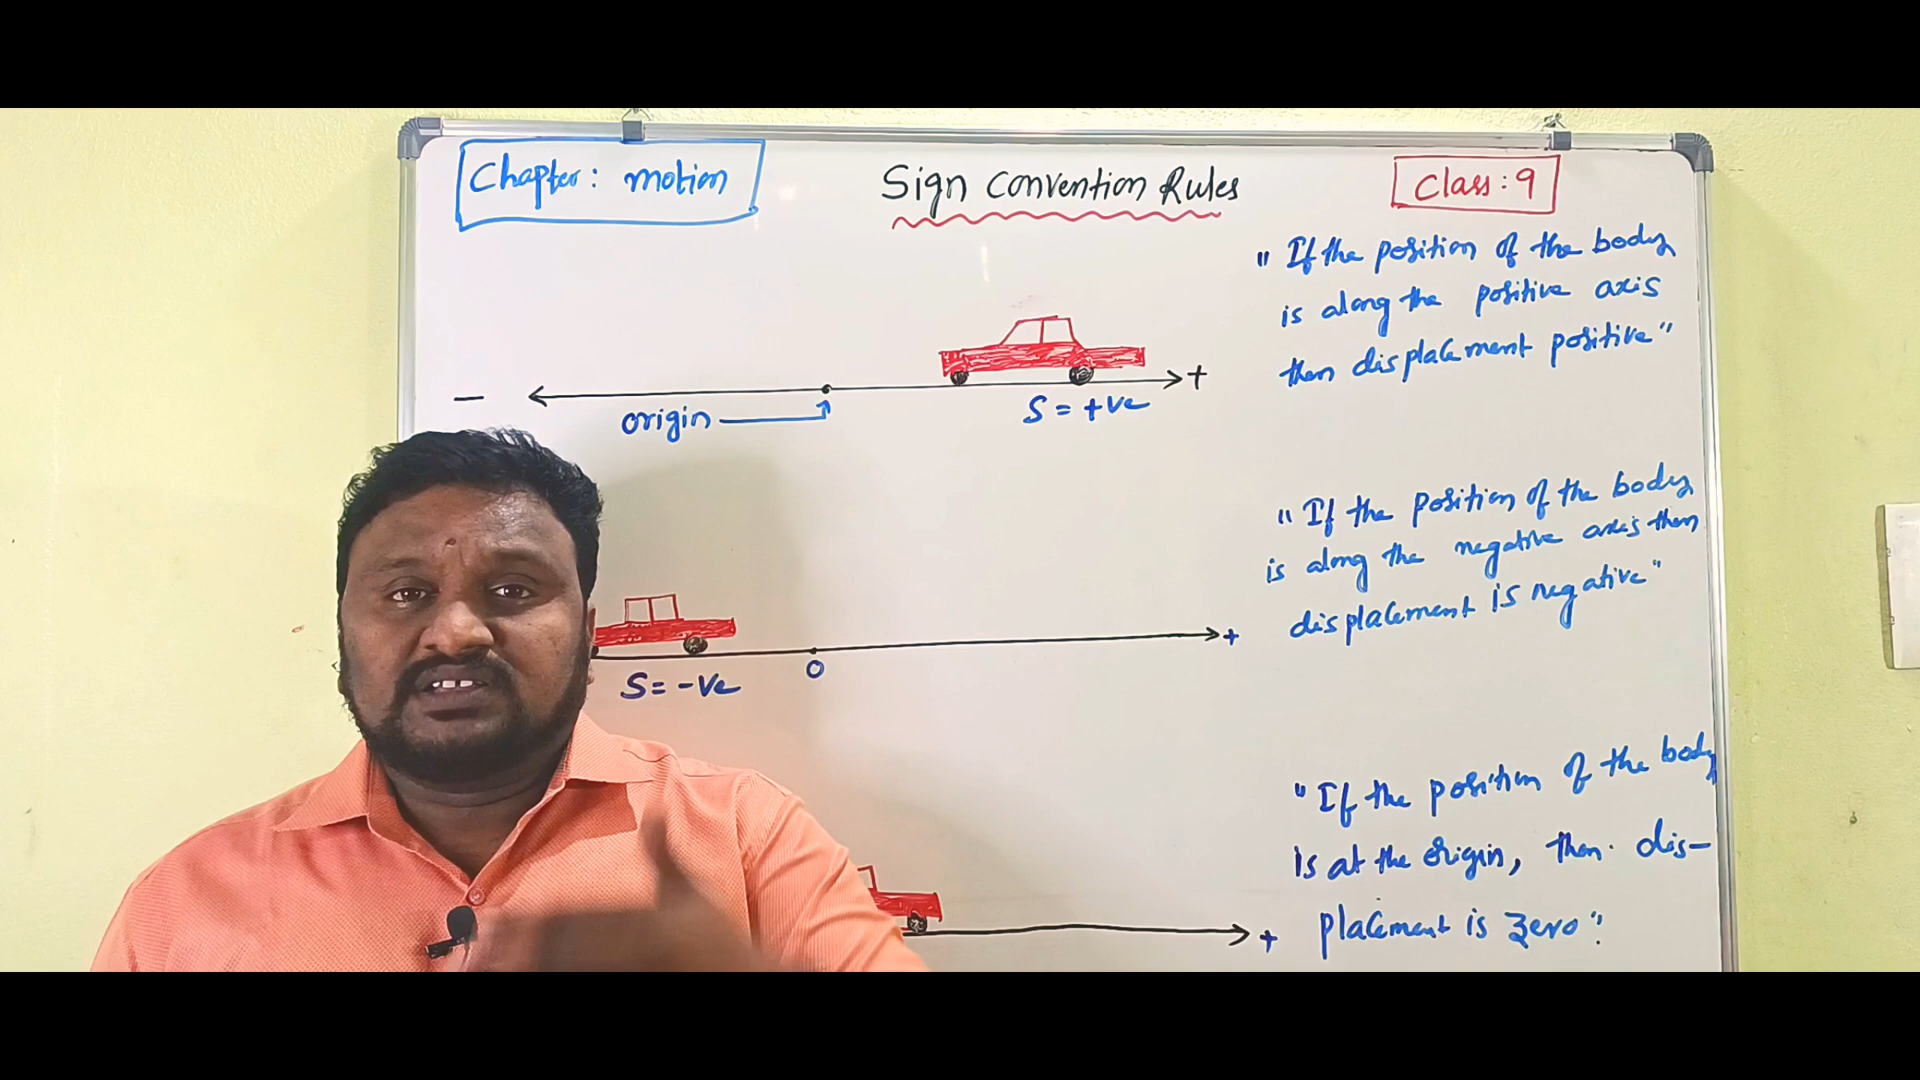 Chapter: motion
Sign Convention Rules
Class: 9
"If the position of the body
is along the positive axis
then displacement positive"
−
+
origin
S = +ve
"If the position of the body
is along the negative axis then
displacement is negative"
+
O
S = -ve
"If the position of the body
is at the origin, then dis-
placement is zero"
+